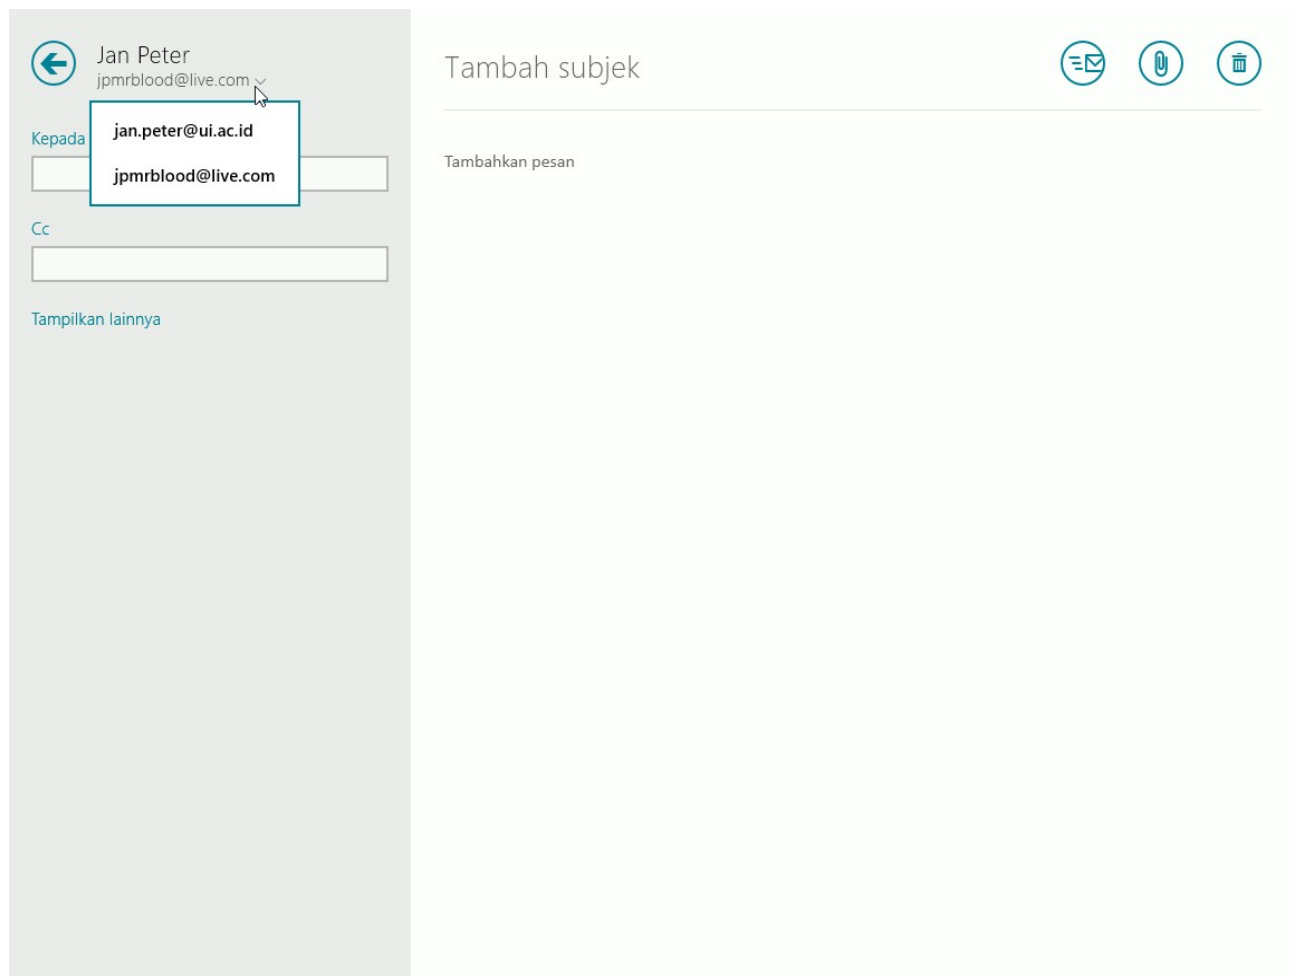 Jan Peter
jpmrblood@live.com
jan.peter@ui.ac.id
jpmrblood@live.com
Kepada
Cc
Tampilkan lainnya
Tambah subjek
Tambahkan pesan